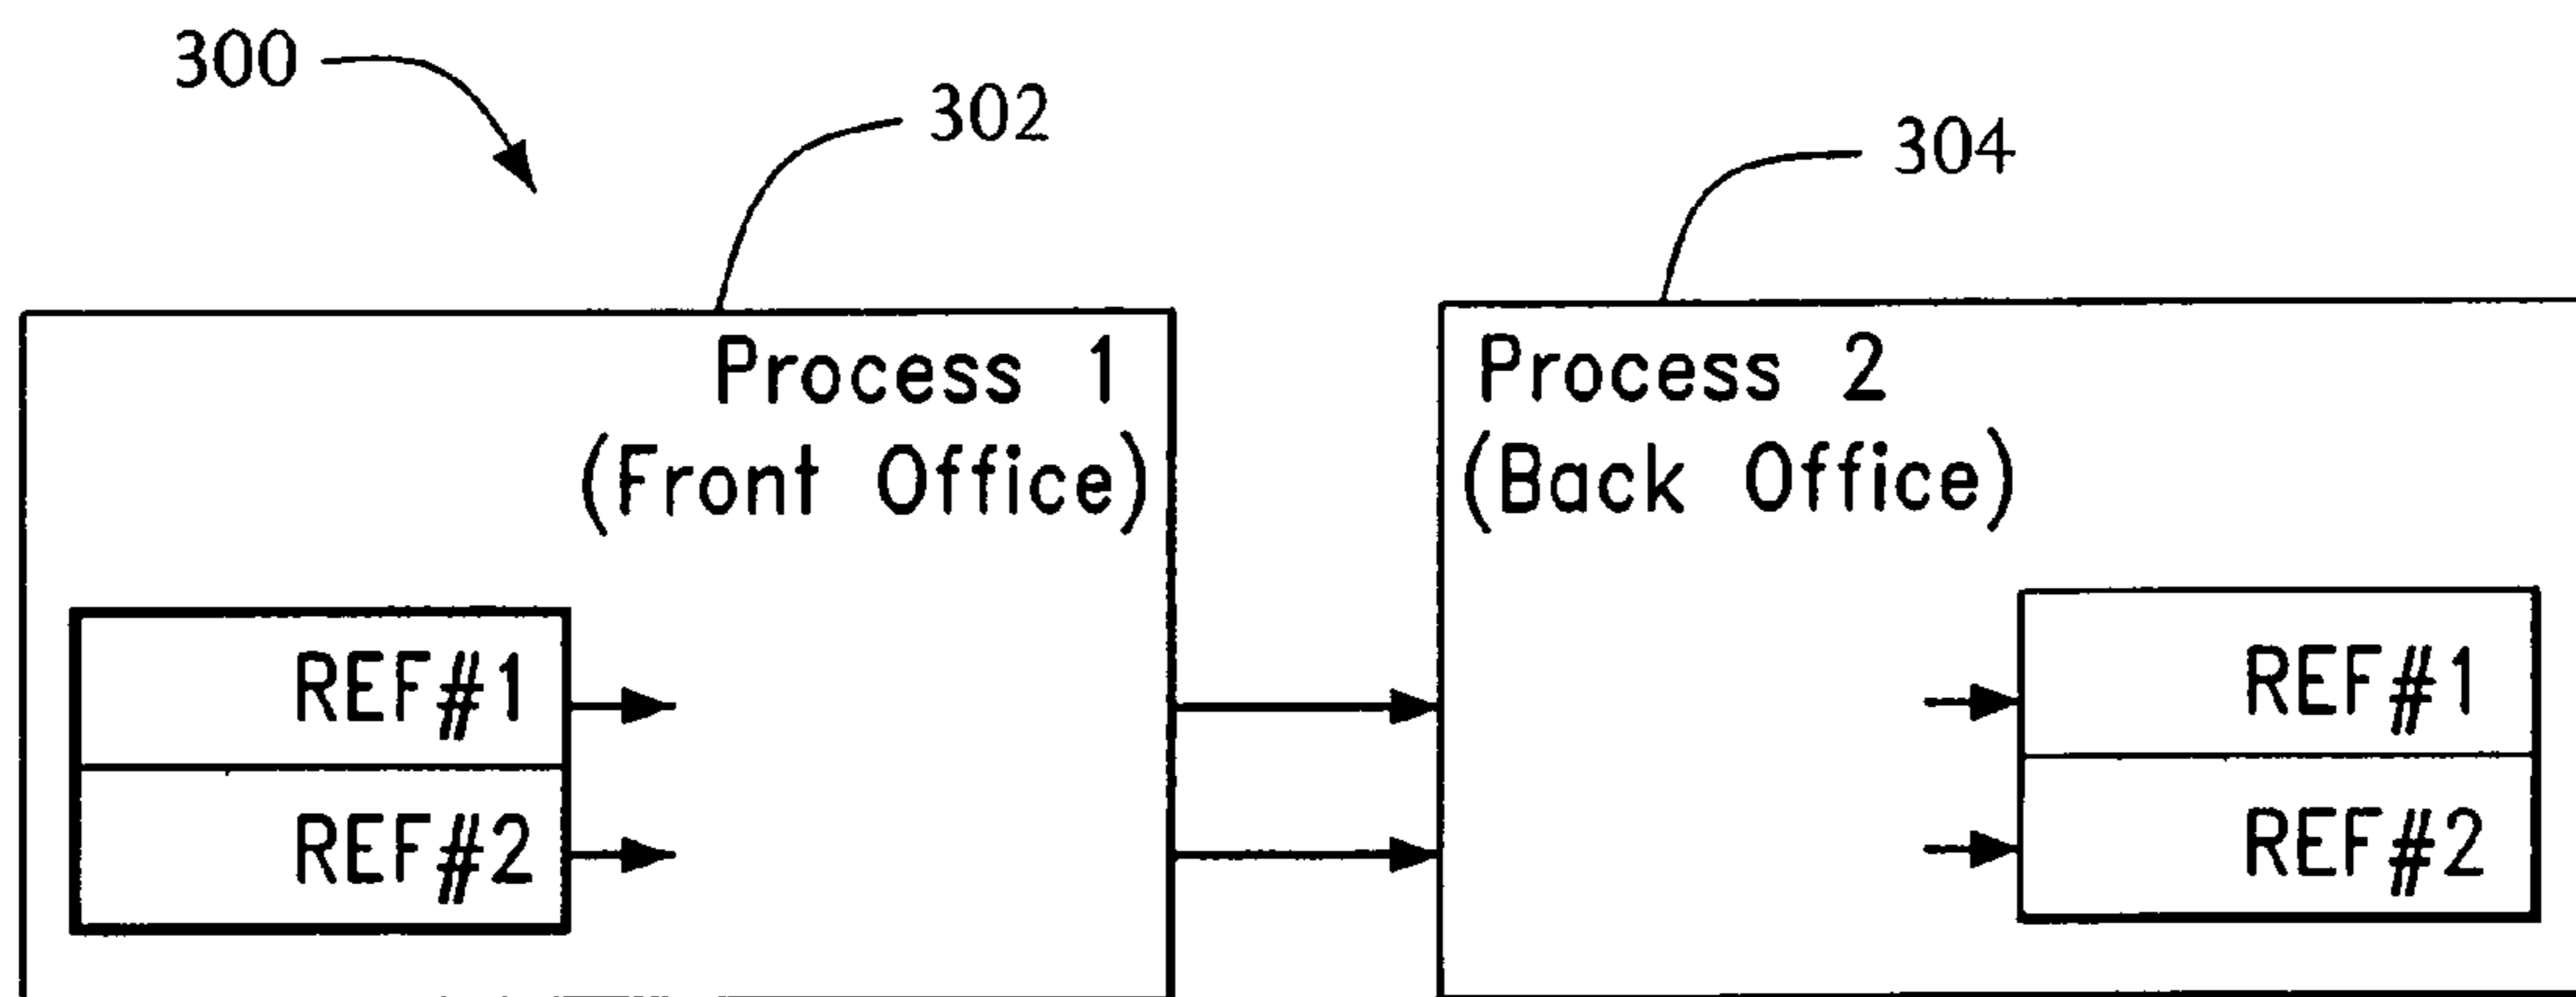 300
302
304
Process 1
(Front Office)
Process 2
(Back Office)
REF#1
REF#2
REF#1
REF#2